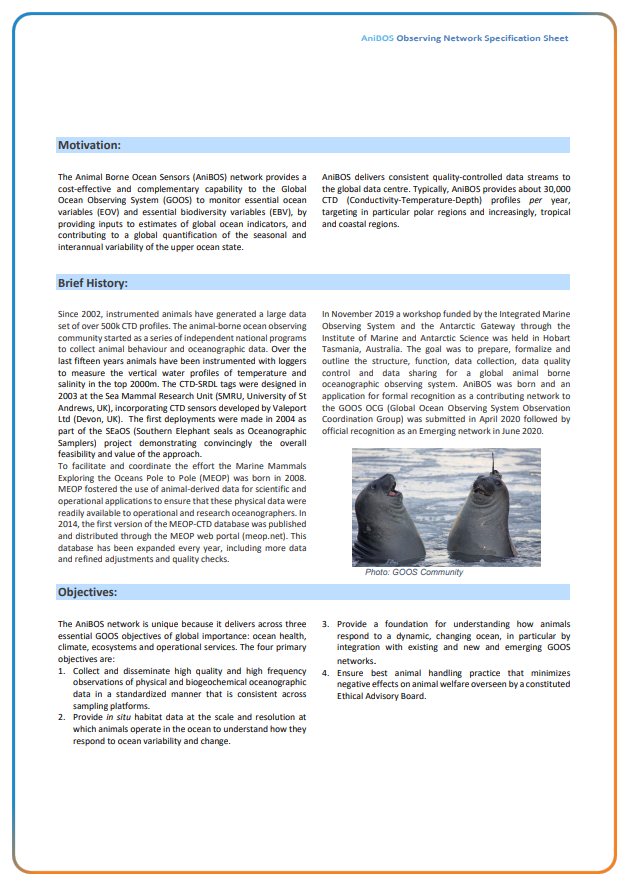 AniBOS Observing Network Specification Sheet
Motivation:
The Animal Borne Ocean Sensors (AniBOS) network provides a
cost-effective and complementary capability to the Global
Ocean Observing System (GOOS) to monitor essential ocean
variables (EOV) and essential biodiversity variables (EBV), by
providing inputs to estimates of global ocean indicators, and
contributing to a global quantification of the seasonal and
interannual variability of the upper ocean state.
AniBOS delivers consistent quality-controlled data streams to
the global data centre. Typically, AniBOS provides about 30,000
CTD (Conductivity-Temperature-Depth) profiles per year,
targeting in particular polar regions and increasingly, tropical
and coastal regions.
Brief History:
Since 2002, instrumented animals have generated a large data
set of over 500k CTD profiles. The animal-borne ocean observing
community started as a series of independent national programs
to collect animal behaviour and oceanographic data. Over the
last fifteen years animals have been instrumented with loggers
to measure the vertical water profiles of temperature and
salinity in the top 2000m. The CTD-SRDL tags were designed in
2003 at the Sea Mammal Research Unit (SMRU, University of St
Andrews, UK), incorporating CTD sensors developed by Valeport
Ltd (Devon, UK). The first deployments were made in 2004 as
part of the SEaOS (Southern Elephant seals as Oceanographic
Samplers) project demonstrating convincingly the overall
feasibility and value of the approach.
To facilitate and coordinate the effort the Marine Mammals
Exploring the Oceans Pole to Pole (MEOP) was born in 2008.
MEOP fostered the use of animal-derived data for scientific and
operational applications to ensure that these physical data were
readily available to operational and research oceanographers. In
2014, the first version of the MEOP-CTD database was published
and distributed through the MEOP web portal (meop.net). This
database has been expanded every year, including more data
and refined adjustments and quality checks.
In November 2019 a workshop funded by the Integrated Marine
Observing System and the Antarctic Gateway through the
Institute of Marine and Antarctic Science was held in Hobart
Tasmania, Australia. The goal was to prepare, formalize and
outline the structure, function, data collection, data quality
control and data sharing for a global animal borne
oceanographic observing system. AniBOS was born and an
application for formal recognition as a contributing network to
the GOOS OCG (Global Ocean Observing System Observation
Coordination Group) was submitted in April 2020 followed by
official recognition as an Emerging network in June 2020.
Photo: GOOS Community
Objectives:
The AniBOS network is unique because it delivers across three
essential GOOS objectives of global importance: ocean health,
climate, ecosystems and operational services. The four primary
objectives are:
1. Collect and disseminate high quality and high frequency
observations of physical and biogeochemical oceanographic
data in a standardized manner that is consistent across
sampling platforms.
2. Provide in situ habitat data at the scale and resolution at
which animals operate in the ocean to understand how they
respond to ocean variability and change.
3. Provide a foundation for understanding how animals
respond to a dynamic, changing ocean, in particular by
integration with existing and new and emerging GOOS
networks.
4. Ensure best animal handling practice that minimizes
negative effects on animal welfare overseen by a constituted
Ethical Advisory Board.